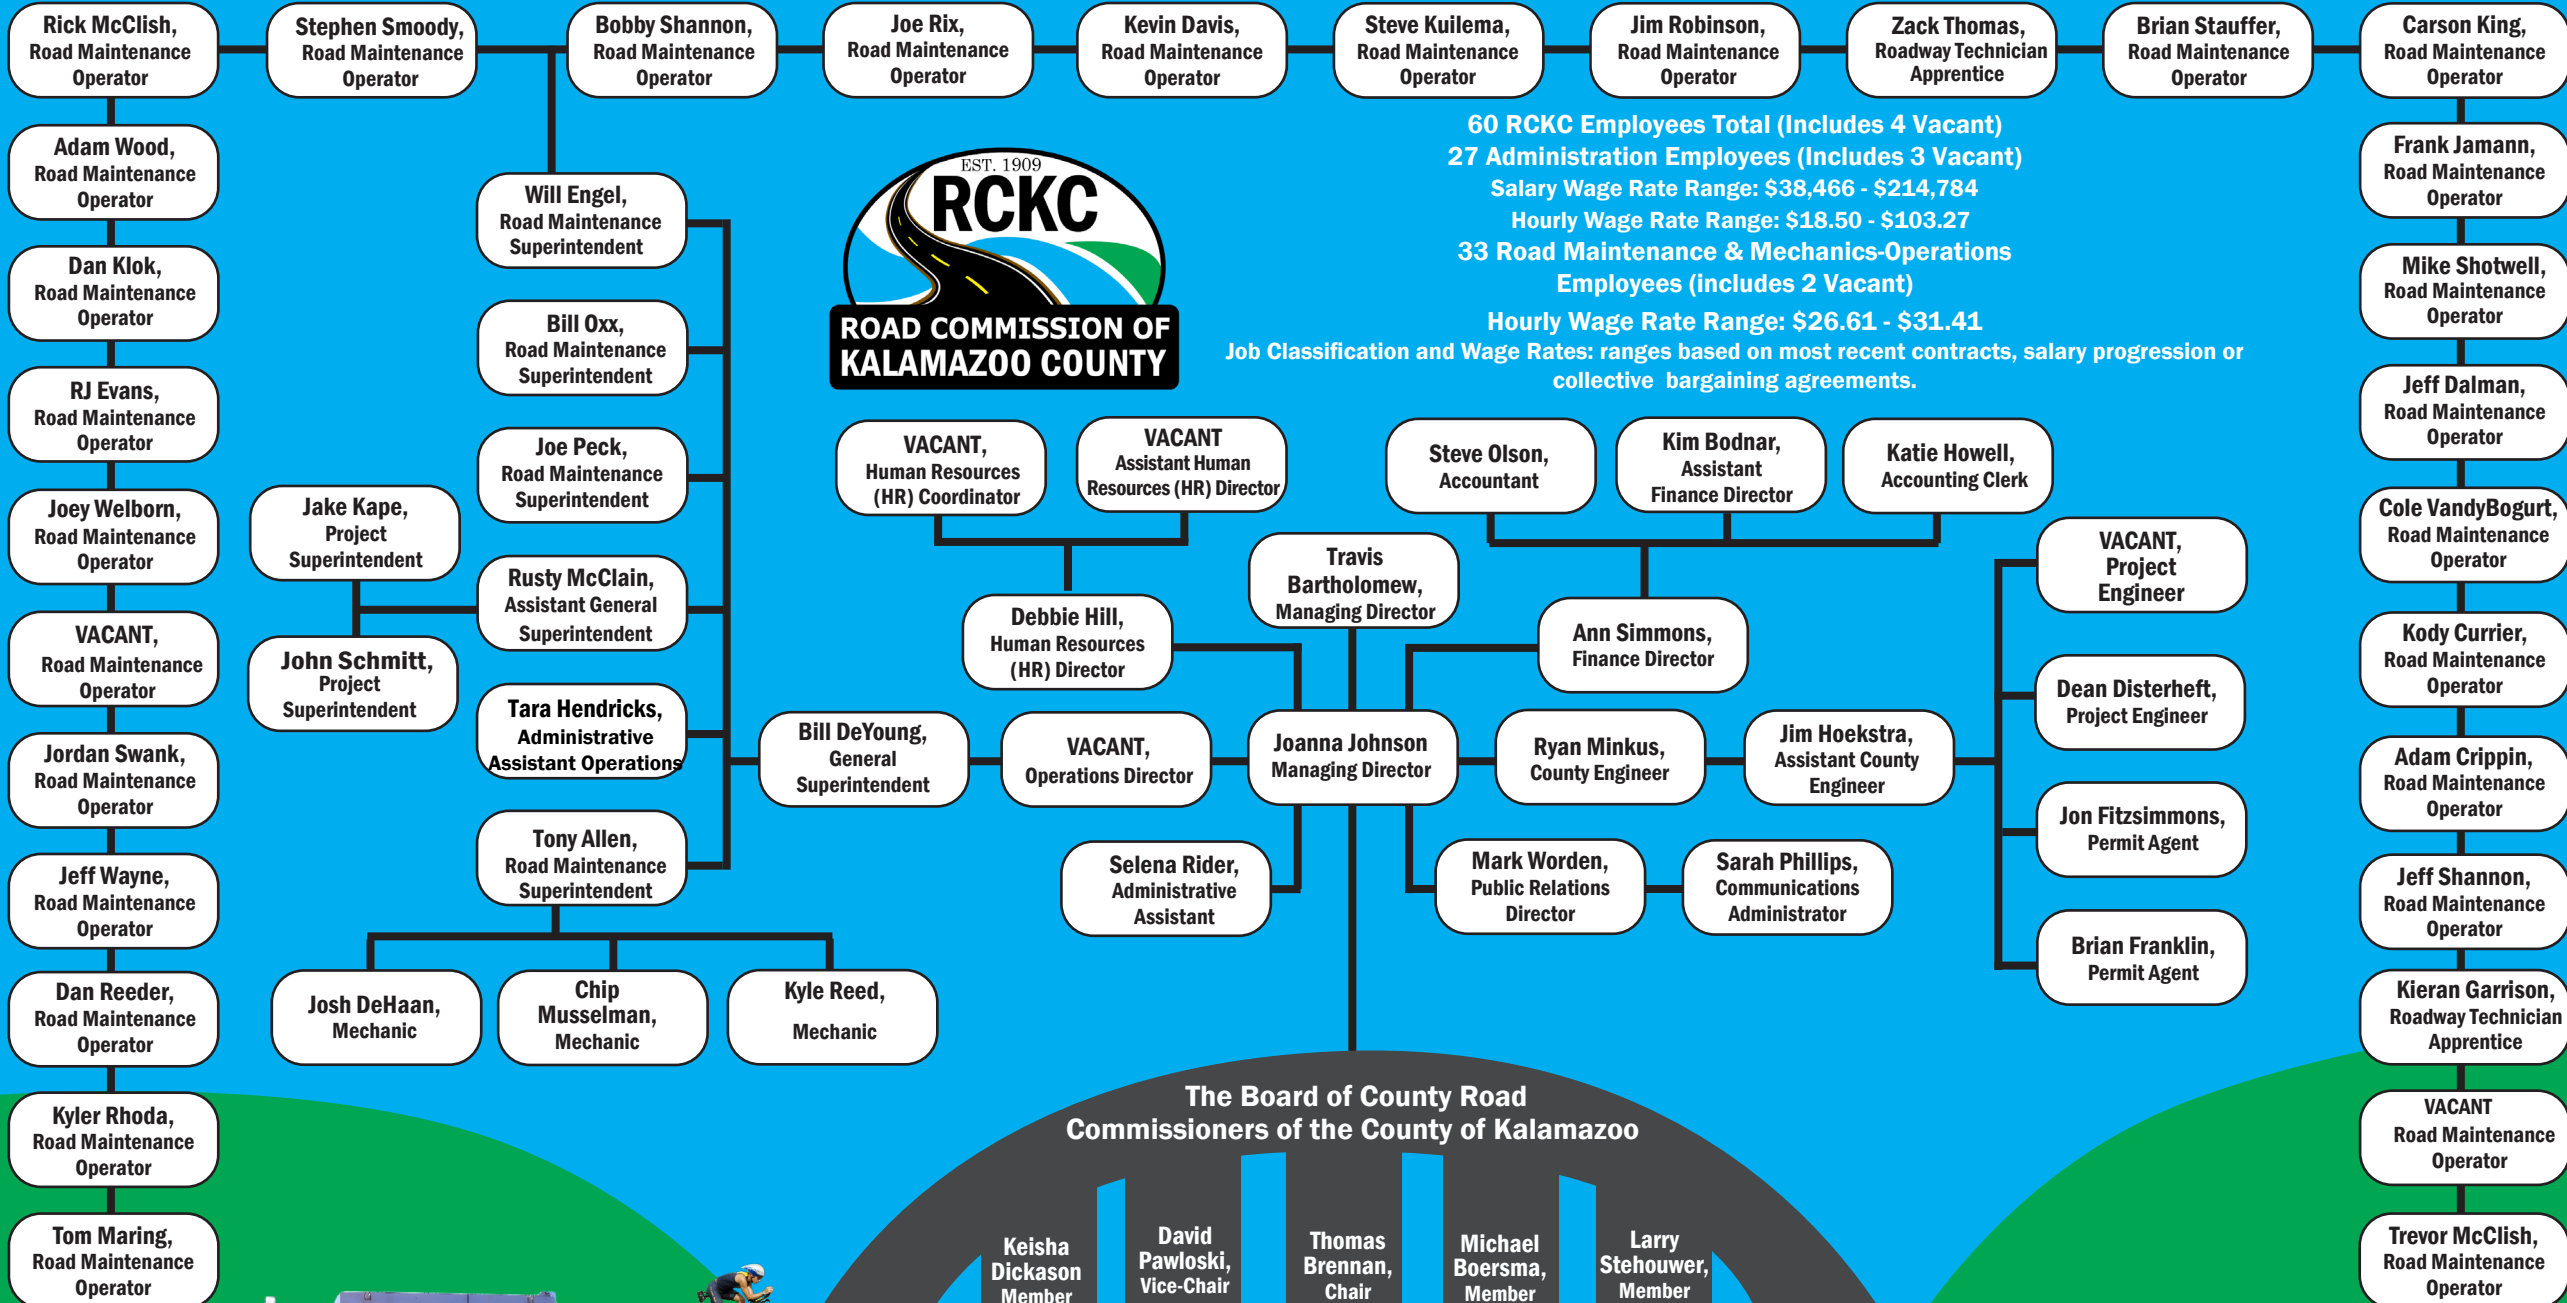 Rick McClish,
Road Maintenance
Operator
Stephen Smoody,
Road Maintenance
Operator
Bobby Shannon,
Road Maintenance
Operator
Joe Rix,
Road Maintenance
Operator
Kevin Davis,
Road Maintenance
Operator
Steve Kuilema,
Road Maintenance
Operator
Jim Robinson,
Road Maintenance
Operator
Zack Thomas,
Roadway Technician
Apprentice
Brian Stauffer,
Road Maintenance
Operator
Carson King,
Road Maintenance
Operator
Adam Wood,
Road Maintenance
Operator
Dan Klok,
Road Maintenance
Operator
RJ Evans,
Road Maintenance
Operator
Joey Welborn,
Road Maintenance
Operator
VACANT,
Road Maintenance
Operator
Jordan Swank,
Road Maintenance
Operator
Jeff Wayne,
Road Maintenance
Operator
Dan Reeder,
Road Maintenance
Operator
Kyler Rhoda,
Road Maintenance
Operator
Tom Maring,
Road Maintenance
Operator
Will Engel,
Road Maintenance
Superintendent
Bill Oxx,
Road Maintenance
Superintendent
Joe Peck,
Road Maintenance
Superintendent
Jake Kape,
Project
Superintendent
Rusty McClain,
Assistant General
Superintendent
John Schmitt,
Project
Superintendent
Tara Hendricks,
Administrative
Assistant Operations
Tony Allen,
Road Maintenance
Superintendent
Josh DeHaan,
Mechanic
Chip
Musselman,
Mechanic
Kyle Reed,
Mechanic
EST. 1909
RCKC
ROAD COMMISSION OF
KALAMAZOO COUNTY
60 RCKC Employees Total (Includes 4 Vacant)
27 Administration Employees (Includes 3 Vacant)
Salary Wage Rate Range: $38,466 - $214,784
Hourly Wage Rate Range: $18.50 - $103.27
33 Road Maintenance & Mechanics-Operations
Employees (includes 2 Vacant)
Hourly Wage Rate Range: $26.61 - $31.41
Job Classification and Wage Rates: ranges based on most recent contracts, salary progression or
collective bargaining agreements.
VACANT,
Human Resources
(HR) Coordinator
VACANT
Assistant Human
Resources (HR) Director
Steve Olson,
Accountant
Kim Bodnar,
Assistant
Finance Director
Katie Howell,
Accounting Clerk
Debbie Hill,
Human Resources
(HR) Director
Travis
Bartholomew,
Managing Director
Ann Simmons,
Finance Director
Bill DeYoung,
General
Superintendent
VACANT,
Operations Director
Joanna Johnson
Managing Director
Ryan Minkus,
County Engineer
Jim Hoekstra,
Assistant County
Engineer
VACANT,
Project
Engineer
Dean Disterheft,
Project Engineer
Jon Fitzsimmons,
Permit Agent
Brian Franklin,
Permit Agent
Selena Rider,
Administrative
Assistant
Mark Worden,
Public Relations
Director
Sarah Phillips,
Communications
Administrator
Frank Jamann,
Road Maintenance
Operator
Mike Shotwell,
Road Maintenance
Operator
Jeff Dalman,
Road Maintenance
Operator
Cole VandyBogurt,
Road Maintenance
Operator
Kody Currier,
Road Maintenance
Operator
Adam Crippin,
Road Maintenance
Operator
Jeff Shannon,
Road Maintenance
Operator
Kieran Garrison,
Roadway Technician
Apprentice
VACANT
Road Maintenance
Operator
Trevor McClish,
Road Maintenance
Operator
The Board of County Road
Commissioners of the County of Kalamazoo
Keisha
Dickason
Member
David
Pawloski,
Vice-Chair
Thomas
Brennan,
Chair
Michael
Boersma,
Member
Larry
Stehouwer,
Member